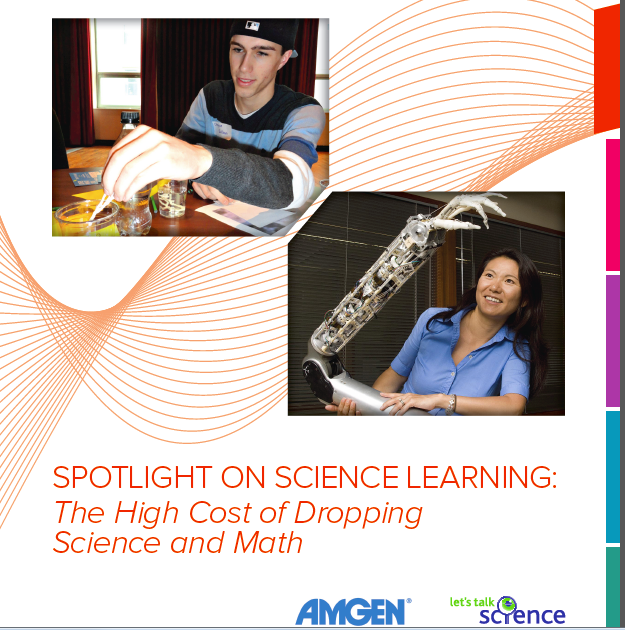 SPOTLIGHT ON SCIENCE LEARNING:
The High Cost of Dropping
Science and Math
AMGEN®
let's talk
science